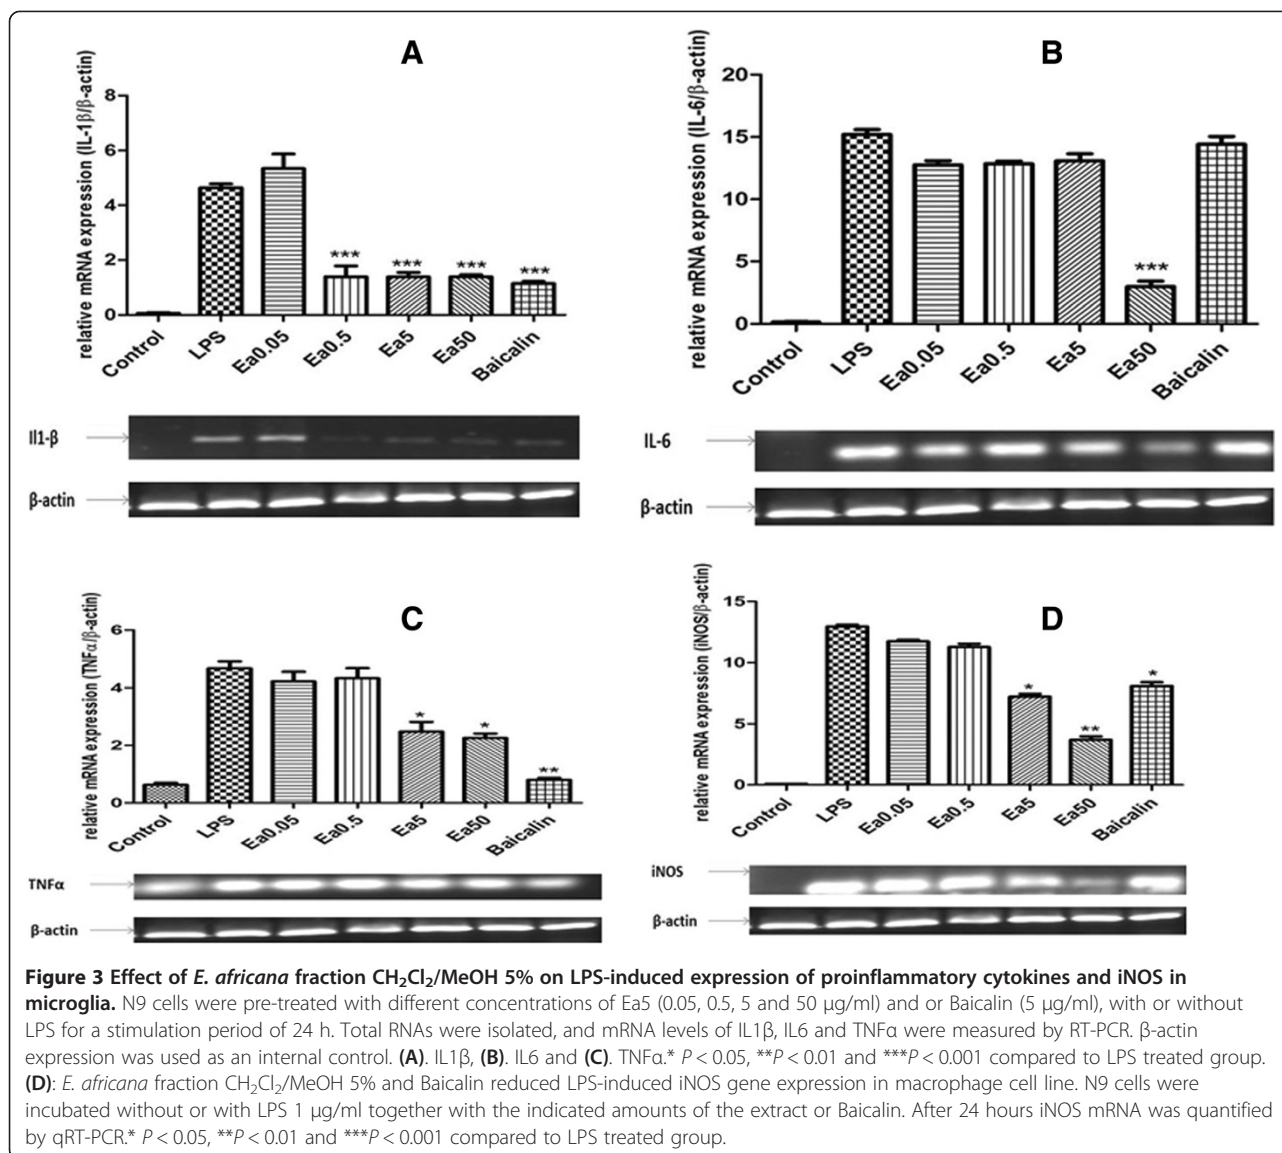 A
relative mRNA expression (IL-1β/β-actin)
8
6
4
2
0
***
***
***
***
Control
LPS
Ea0.05
Ea0.5
Ea5
Ea50
Baicalin
Il1-β
β-actin
B
relative mRNA expression (IL-6/β-actin)
20
15
10
5
0
***
Control
LPS
Ea0.05
Ea0.5
Ea5
Ea50
Baicalin
IL-6
β-actin
C
relative mRNA expression (TNFα/β-actin)
6
4
2
0
*
*
**
Control
LPS
Ea0.05
Ea0.5
Ea5
Ea50
Baicalin
TNFα
β-actin
D
relative mRNA expression (iNOS/β-actin)
15
10
5
0
*
**
*
Control
LPS
Ea0.05
Ea0.5
Ea5
Ea50
Baicalin
iNOS
β-actin
Figure 3 Effect of E. africana fraction CH₂Cl₂/MeOH 5% on LPS-induced expression of proinflammatory cytokines and iNOS in
microglia. N9 cells were pre-treated with different concentrations of Ea5 (0.05, 0.5, 5 and 50 μg/ml) and or Baicalin (5 μg/ml), with or without
LPS for a stimulation period of 24 h. Total RNAs were isolated, and mRNA levels of IL1β, IL6 and TNFα were measured by RT-PCR. β-actin
expression was used as an internal control. (A). IL1β, (B). IL6 and (C). TNFα.* P < 0.05, **P < 0.01 and ***P < 0.001 compared to LPS treated group.
(D): E. africana fraction CH₂Cl₂/MeOH 5% and Baicalin reduced LPS-induced iNOS gene expression in macrophage cell line. N9 cells were
incubated without or with LPS 1 μg/ml together with the indicated amounts of the extract or Baicalin. After 24 hours iNOS mRNA was quantified
by qRT-PCR.* P < 0.05, **P < 0.01 and ***P < 0.001 compared to LPS treated group.